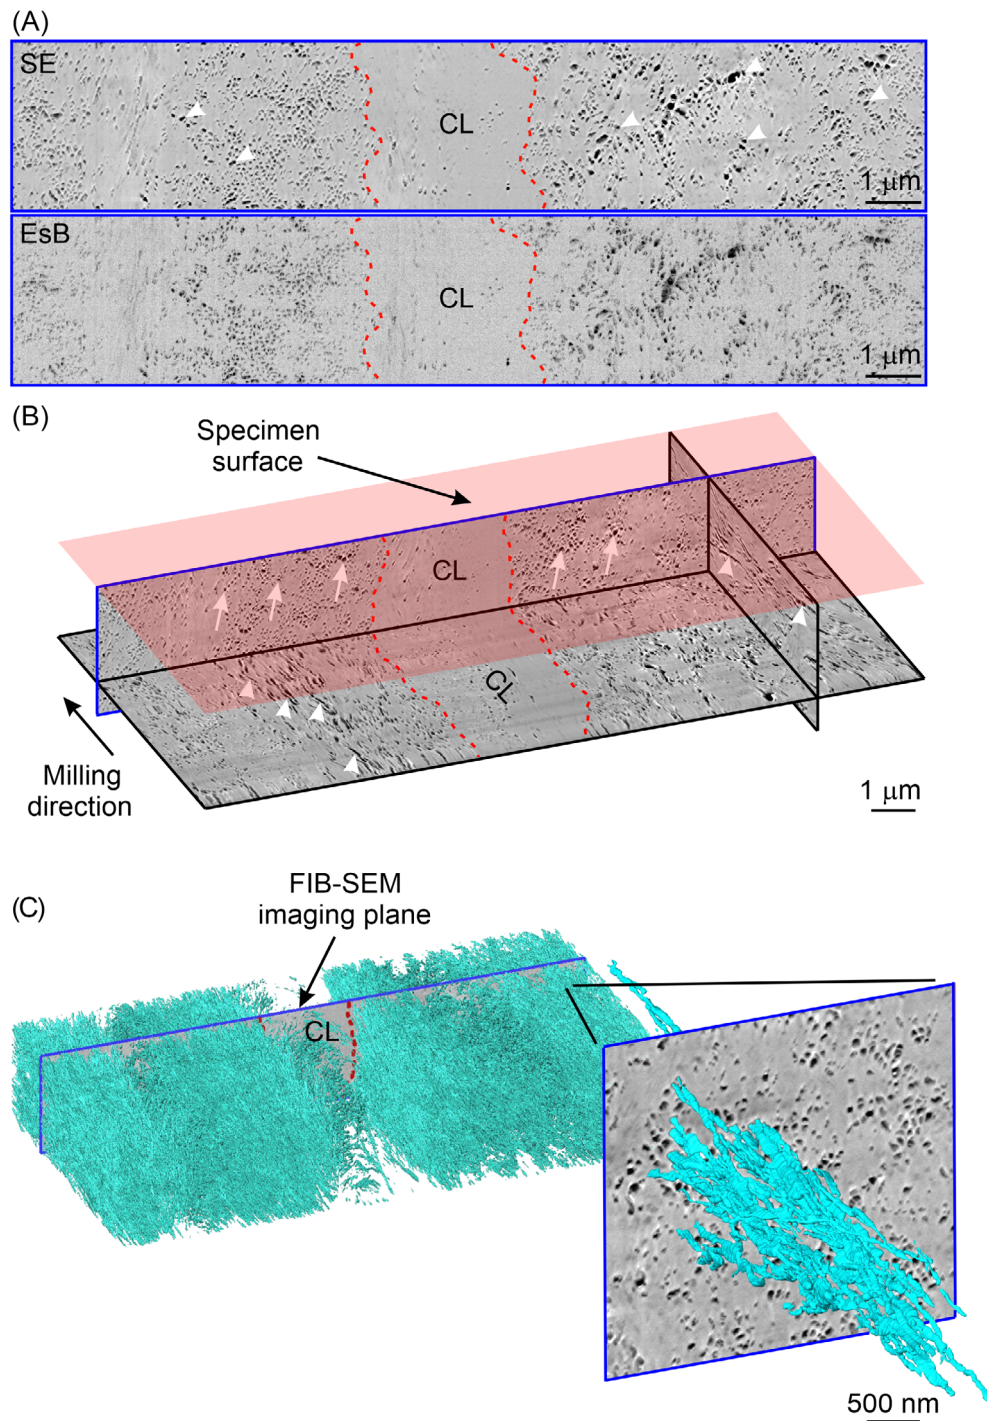 (A)
SE
CL
1 μm
EsB
CL
1 μm
(B)
Specimen
surface
CL
CL
Milling
direction
1 μm
FIB-SEM
imaging plane
(C)
CL
500 nm